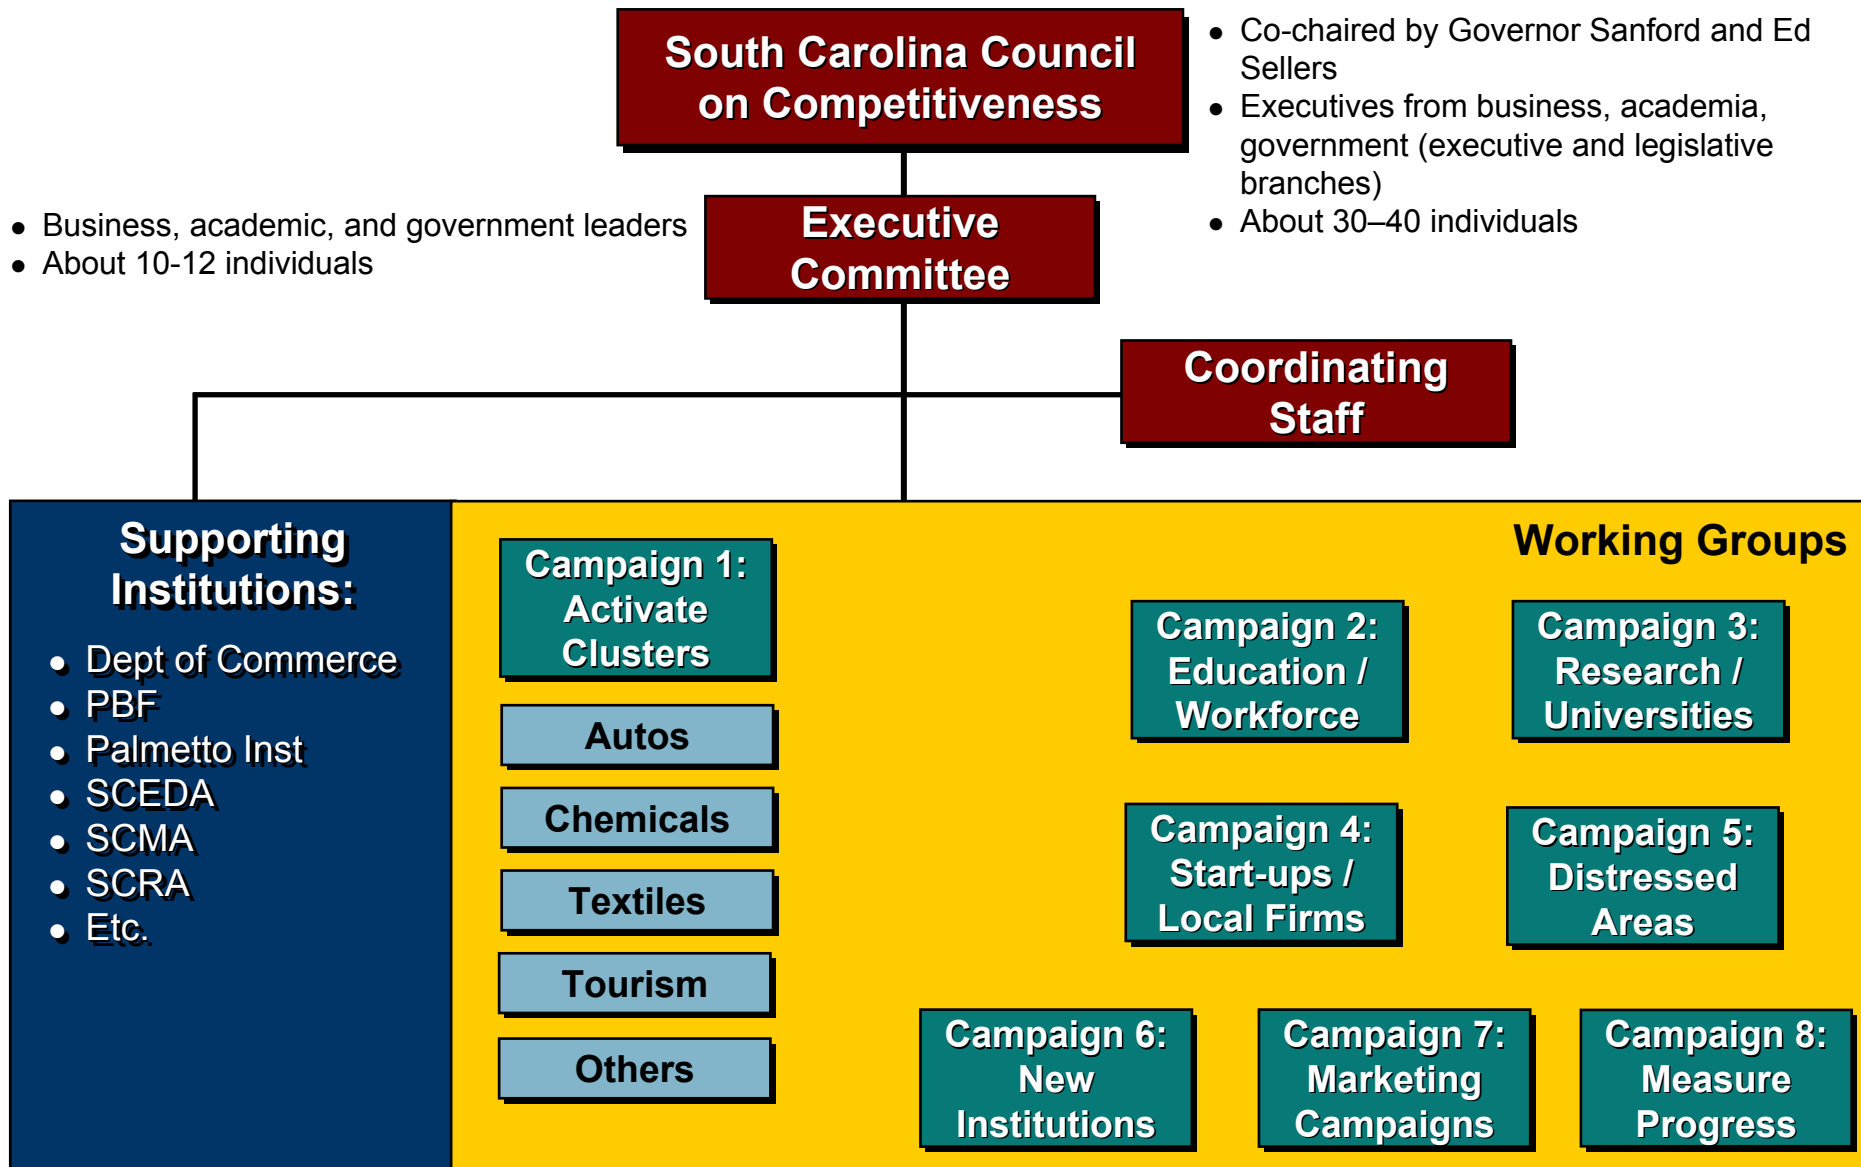 South Carolina Council
on Competitiveness
● Co-chaired by Governor Sanford and Ed
Sellers
● Executives from business, academia,
government (executive and legislative
branches)
● About 30–40 individuals
● Business, academic, and government leaders
● About 10-12 individuals
Executive
Committee
Coordinating
Staff
Supporting
Institutions:
● Dept of Commerce
● PBF
● Palmetto Inst
● SCEDA
● SCMA
● SCRA
● Etc.
Working Groups
Campaign 1:
Activate
Clusters
Autos
Chemicals
Textiles
Tourism
Others
Campaign 2:
Education /
Workforce
Campaign 3:
Research /
Universities
Campaign 4:
Start-ups /
Local Firms
Campaign 5:
Distressed
Areas
Campaign 6:
New
Institutions
Campaign 7:
Marketing
Campaigns
Campaign 8:
Measure
Progress